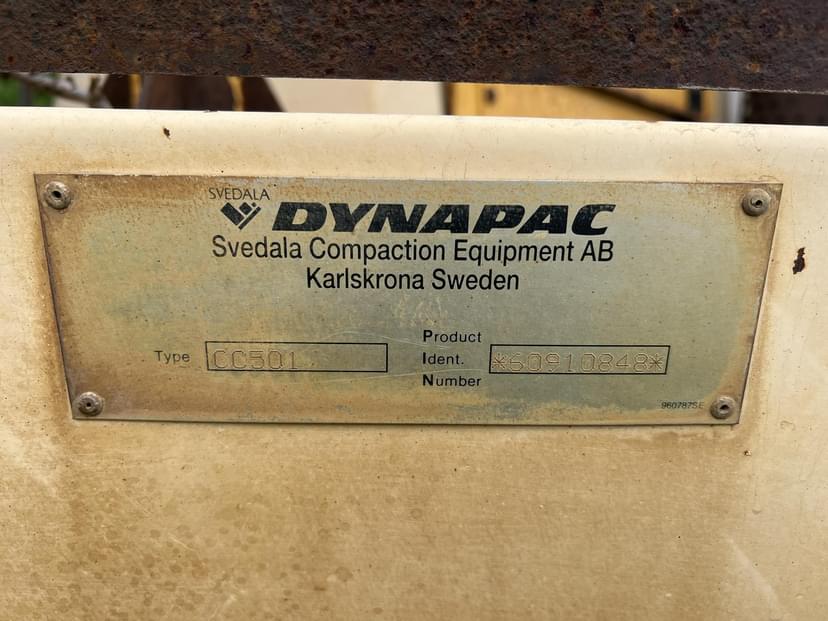 SVEDALA
DYNAPAC
Svedala Compaction Equipment AB
Karlskrona Sweden
Type CC501
Product
Ident. *60910848*
Number
960787SE